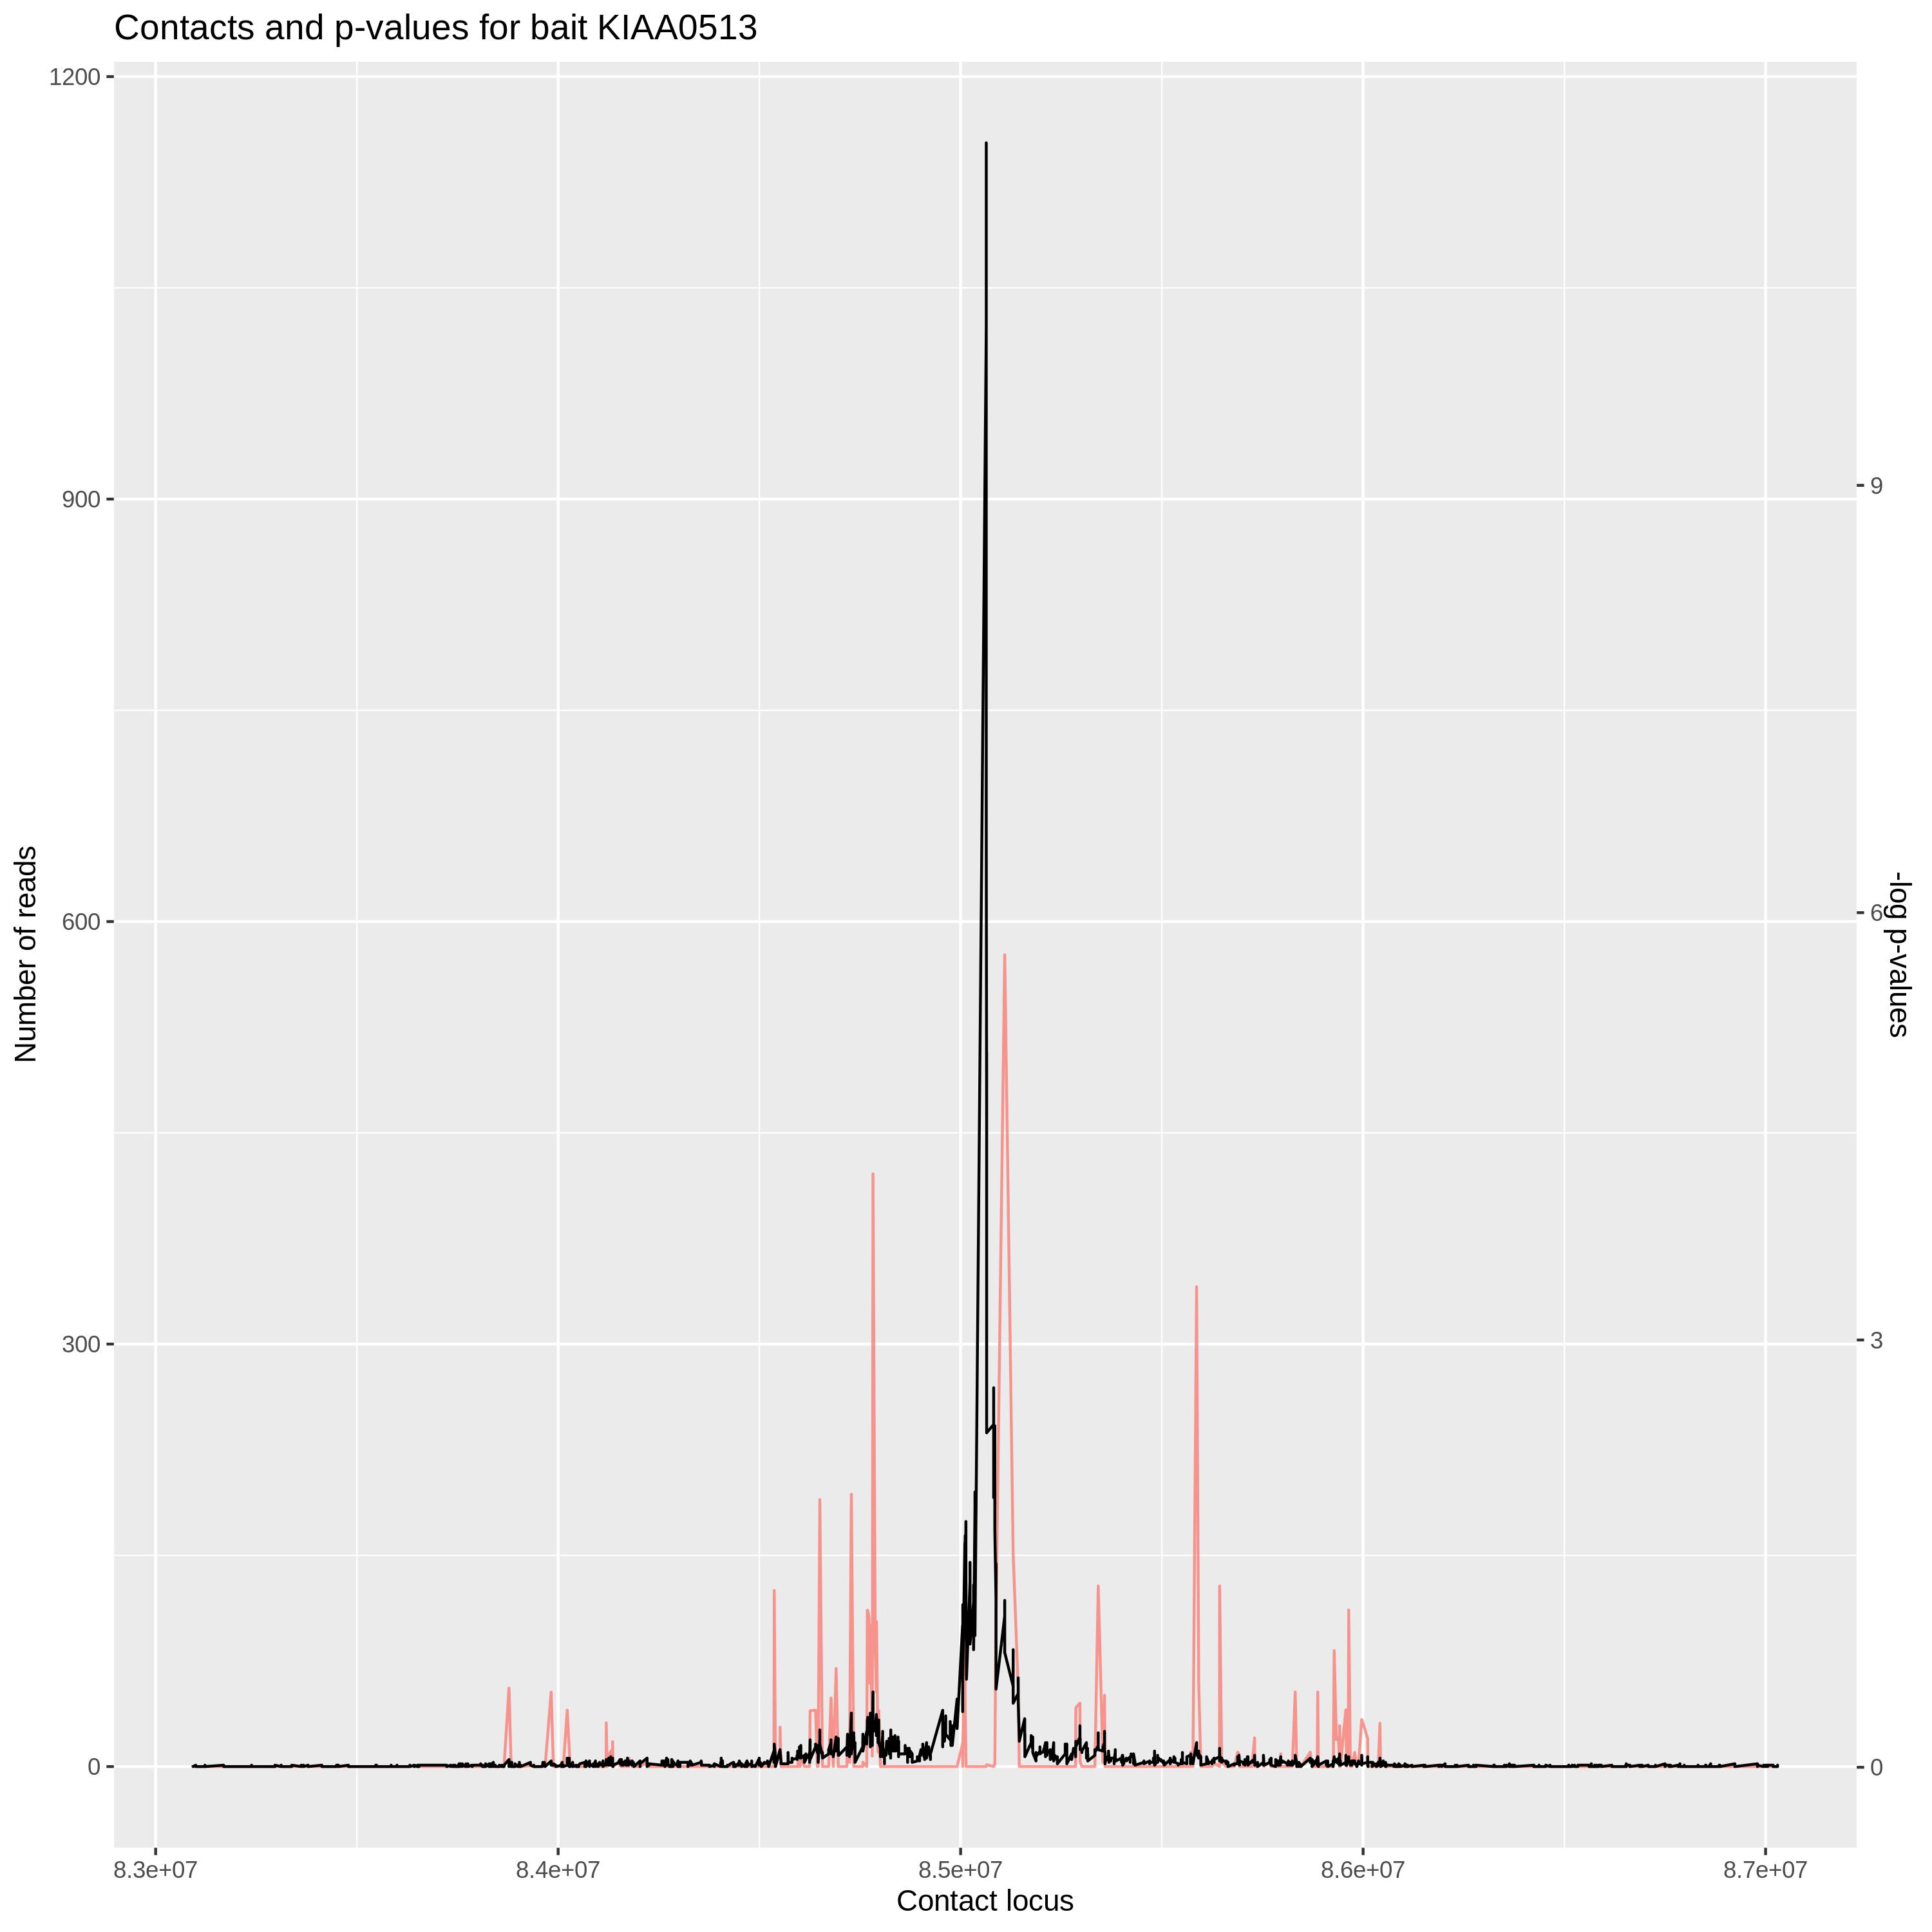 Contacts and p-values for bait KIAA0513
1200
900
600
300
0
Number of reads
9
6
3
0
-log p-values
8.3e+07
8.4e+07
8.5e+07
8.6e+07
8.7e+07
Contact locus